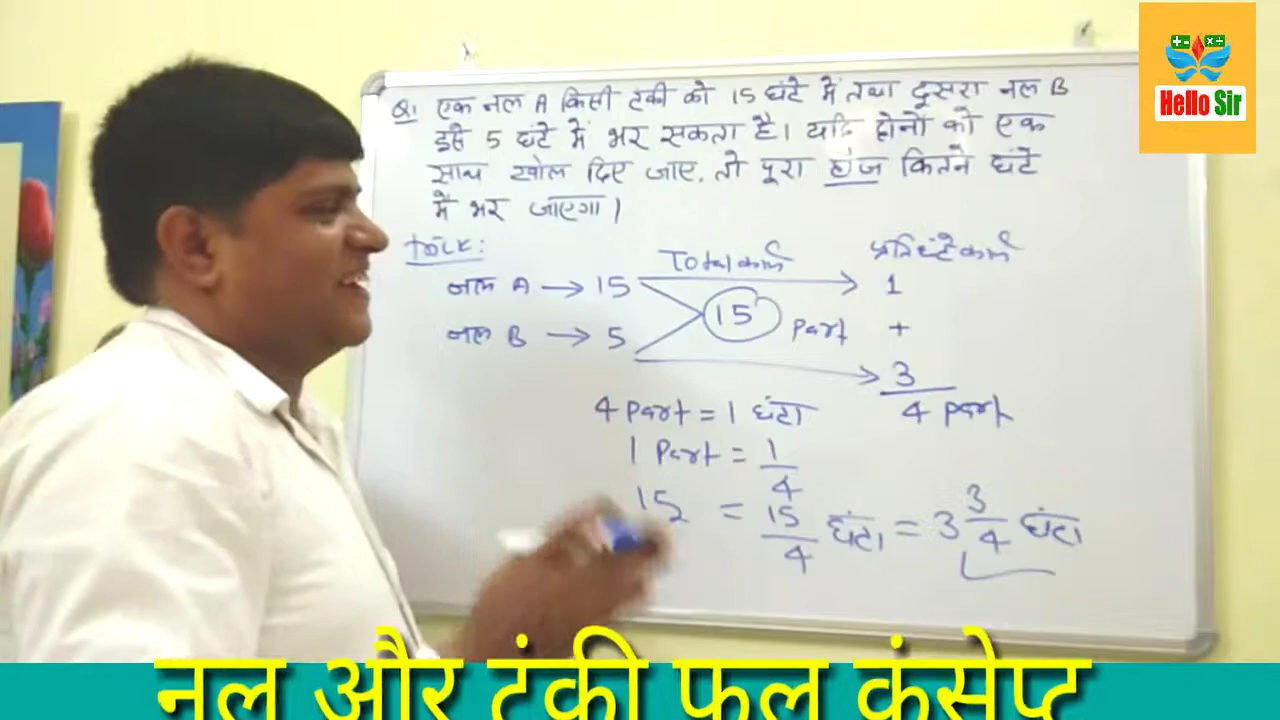 Q1 एक नल A किसी टंकी को 15 घंटे में तथा दूसरा नल B
इसे 5 घंटे में भर सकता है। यदि दोनों को एक
साथ खोल दिए जाए, तो पूरा हौज कितने घंटे
में भर जाएगा।
Trick:
Total कार्य प्रतिघंटे कार्य
नल A → 15 1
15 Part +
नल B → 5
3
4 Part
4 Part = 1 घंटा
1 Part = 1/4
15 = 15/4 घंटा = 3 3/4 घंटा
+- ×÷
Hello Sir
नल और टंकी फुल कंसेप्ट